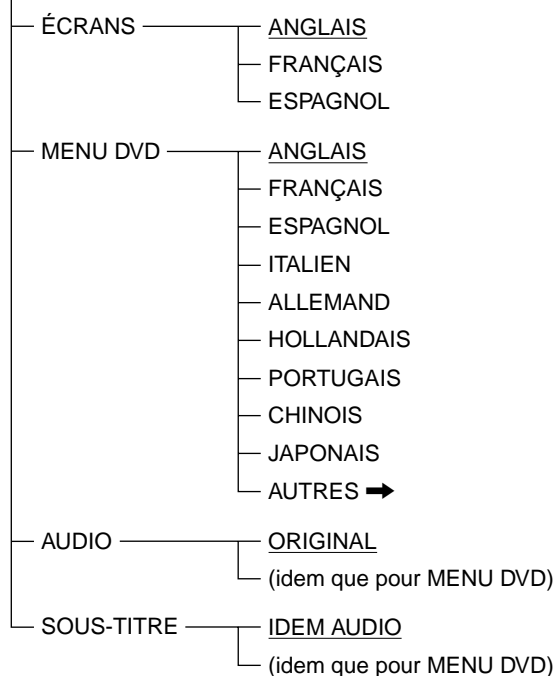 ÉCRANS ANGLAIS
FRANÇAIS
ESPAGNOL
MENU DVD ANGLAIS
FRANÇAIS
ESPAGNOL
ITALIEN
ALLEMAND
HOLLANDAIS
PORTUGAIS
CHINOIS
JAPONAIS
AUTRES ➡
AUDIO ORIGINAL
(idem que pour MENU DVD)
SOUS-TITRE IDEM AUDIO
(idem que pour MENU DVD)